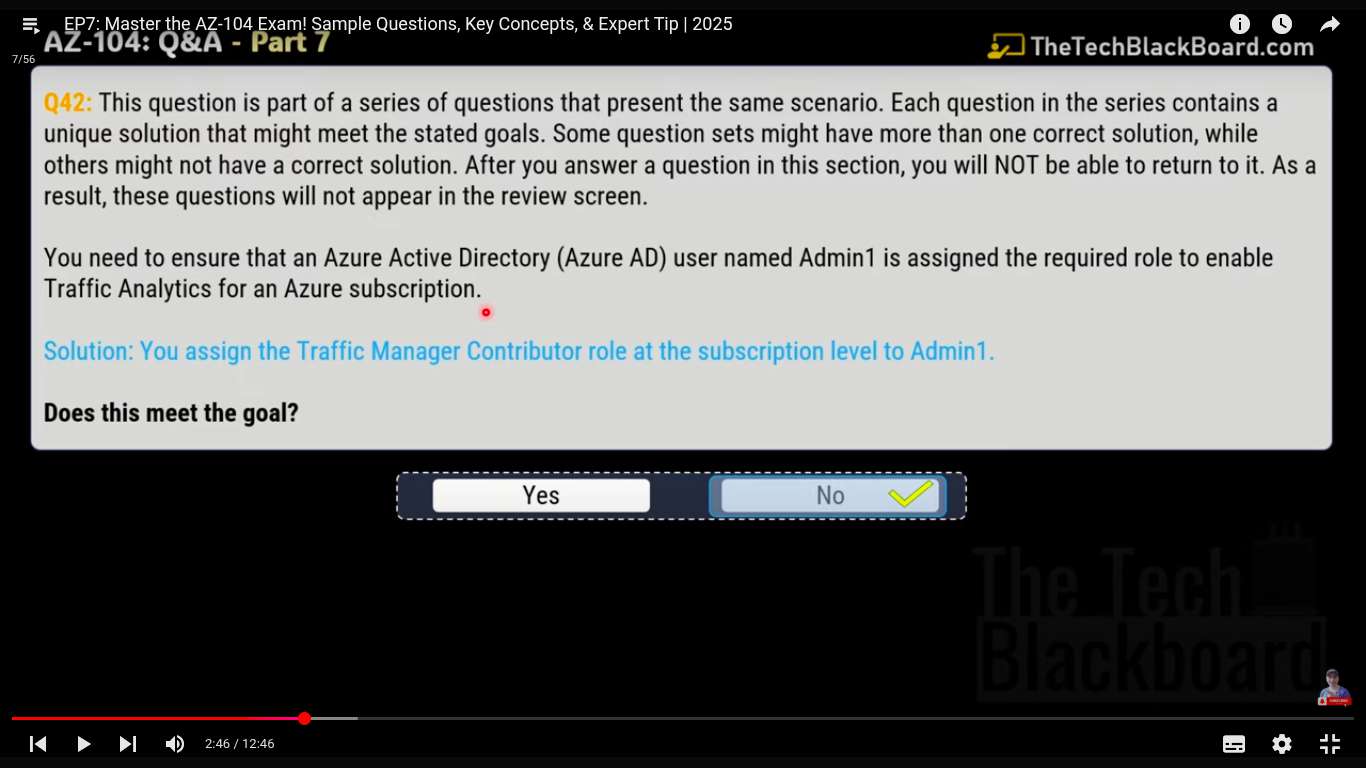 EP7: Master the AZ-104 Exam! Sample Questions, Key Concepts, & Expert Tip | 2025
AZ-104: Q&A - Part 7
TheTechBlackBoard.com
7/56
Q42: This question is part of a series of questions that present the same scenario. Each question in the series contains a
unique solution that might meet the stated goals. Some question sets might have more than one correct solution, while
others might not have a correct solution. After you answer a question in this section, you will NOT be able to return to it. As a
result, these questions will not appear in the review screen.
You need to ensure that an Azure Active Directory (Azure AD) user named Admin1 is assigned the required role to enable
Traffic Analytics for an Azure subscription.
Solution: You assign the Traffic Manager Contributor role at the subscription level to Admin1.
Does this meet the goal?
Yes
No
The Tech
Blackboard
2:46 / 12:46